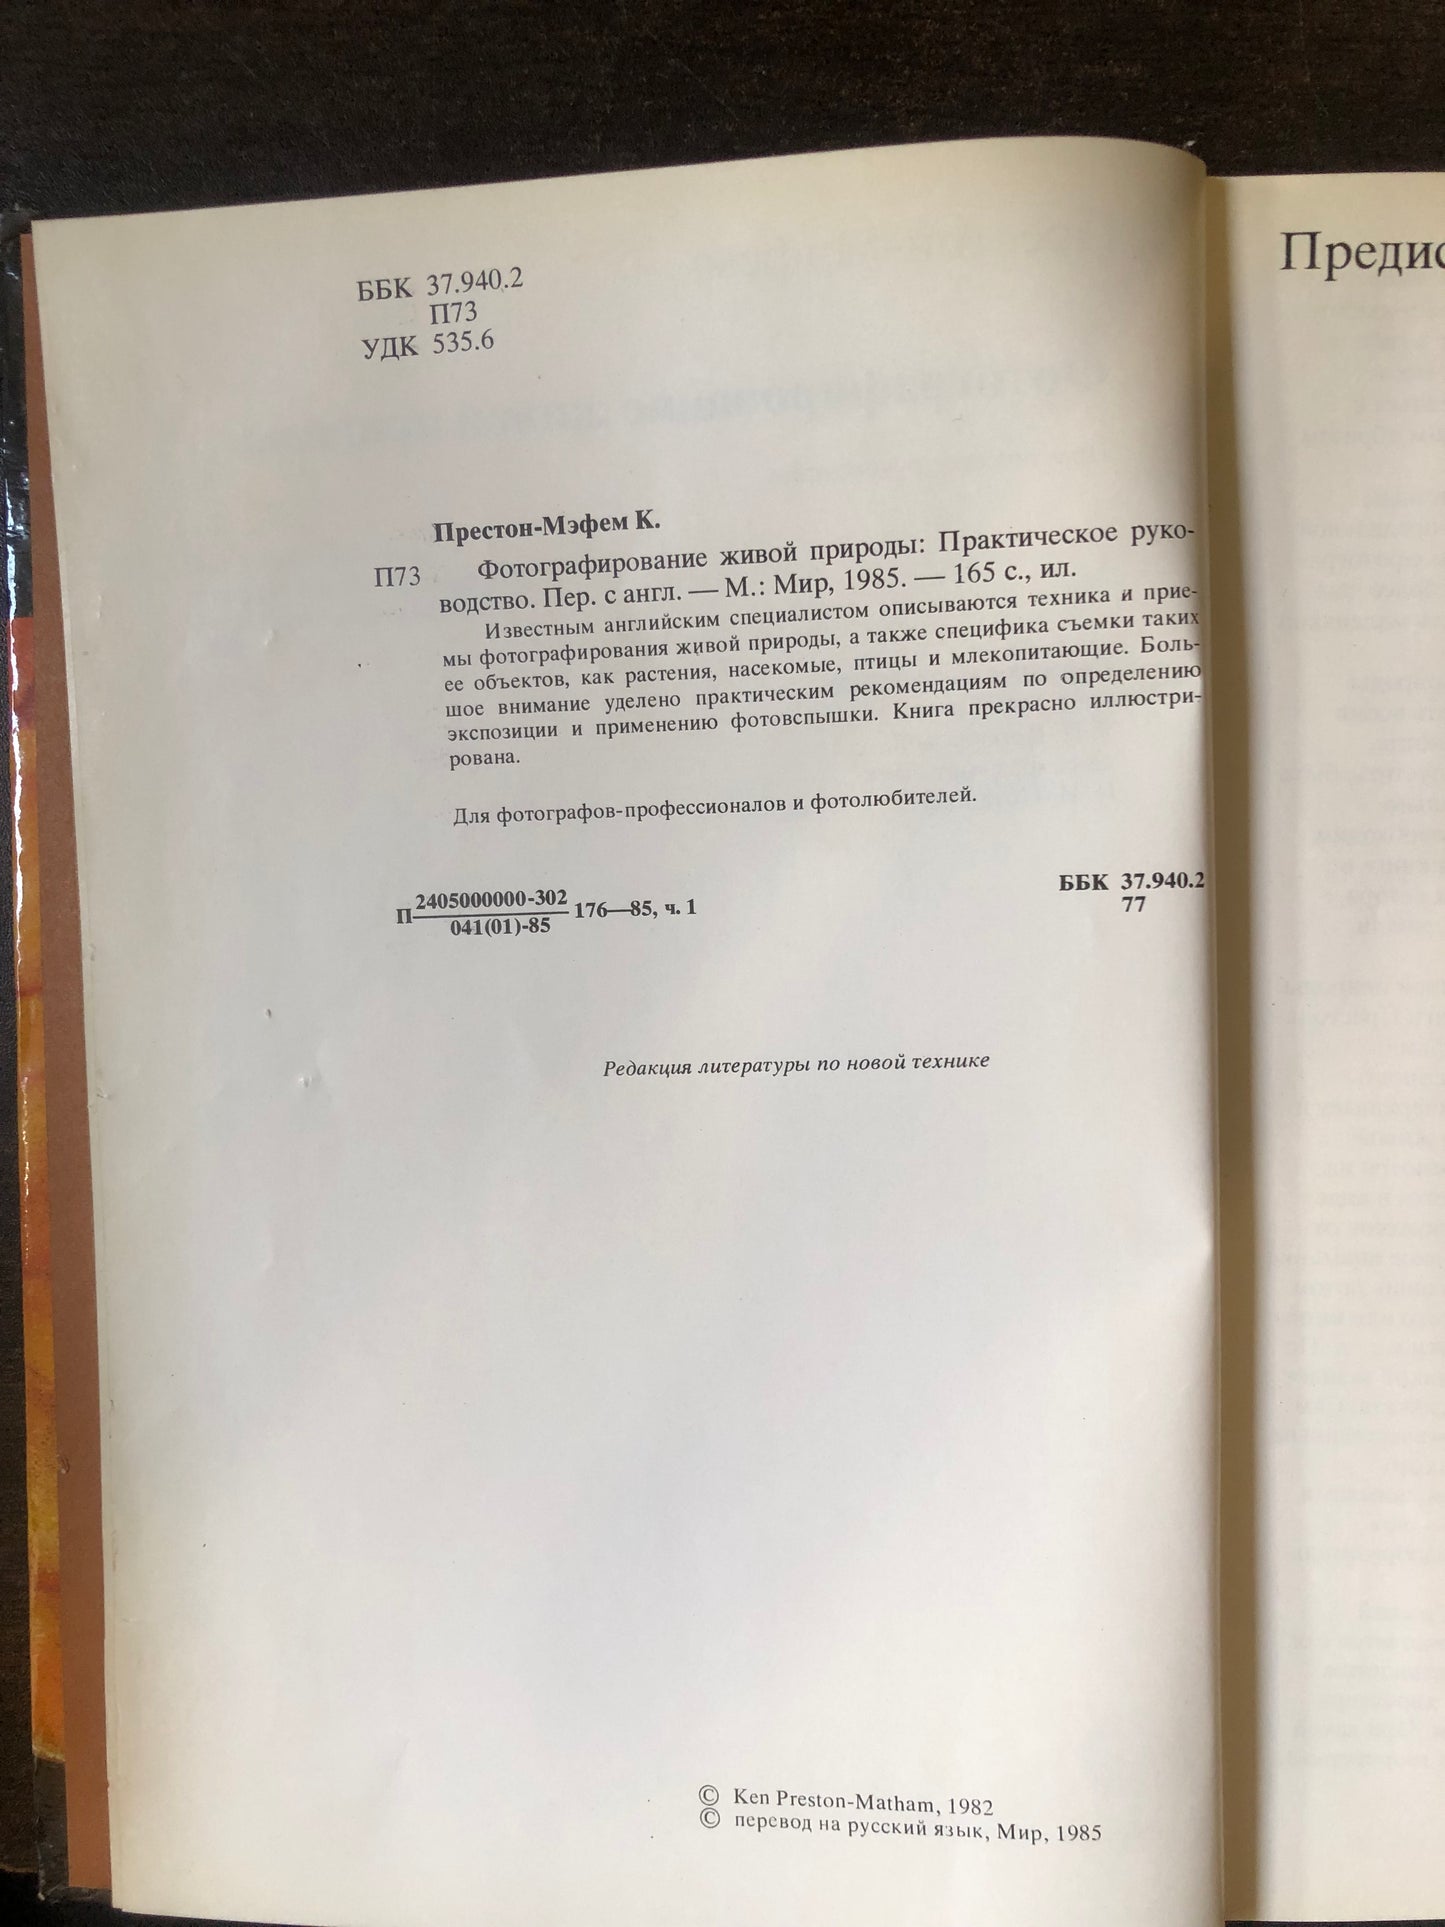 ББК 37.940.2
П73
УДК 535.6
Престон-Мэфем К.
П73 Фотографирование живой природы: Практическое руко-
водство. Пер. с англ. — М.: Мир, 1985. — 165 с., ил.
Известным английским специалистом описываются техника и прие-
мы фотографирования живой природы, а также специфика съемки таких
ее объектов, как растения, насекомые, птицы и млекопитающие. Боль-
шое внимание уделено практическим рекомендациям по определению
экспозиции и применению фотовспышки. Книга прекрасно иллюстри-
рована.
Для фотографов-профессионалов и фотолюбителей.
П 2405000000-302
041(01)-85 176—85, ч. 1
ББК 37.940.2
77
Редакция литературы по новой технике
© Ken Preston-Matham, 1982
© перевод на русский язык, Мир, 1985
Предис